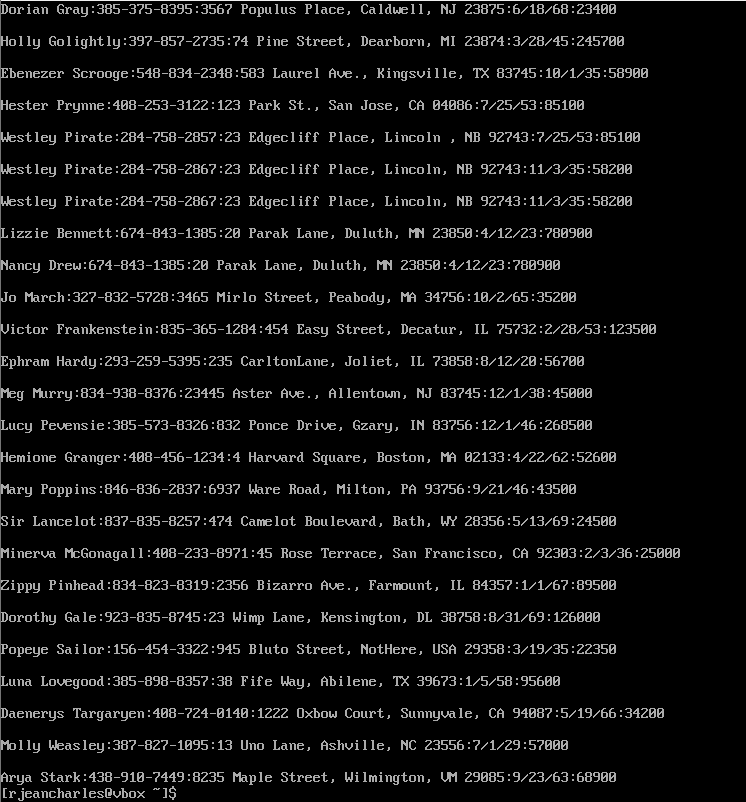 Dorian Gray:385-375-8395:3567 Populus Place, Caldwell, NJ 23875:6/18/68:23400
Holly Golightly:397-857-2735:74 Pine Street, Dearborn, MI 23874:3/28/45:245700
Ebenezer Scrooge:548-834-2348:583 Laurel Ave., Kingsville, TX 83745:10/1/35:58900
Hester Prynne:408-253-3122:123 Park St., San Jose, CA 04086:7/25/53:85100
Westley Pirate:284-758-2857:23 Edgecliff Place, Lincoln , NB 92743:7/25/53:85100
Westley Pirate:284-758-2867:23 Edgecliff Place, Lincoln, NB 92743:11/3/35:58200
Westley Pirate:284-758-2867:23 Edgecliff Place, Lincoln, NB 92743:11/3/35:58200
Lizzie Bennett:674-843-1385:20 Parak Lane, Duluth, MN 23850:4/12/23:780900
Nancy Drew:674-843-1385:20 Parak Lane, Duluth, MN 23850:4/12/23:780900
Jo March:327-832-5728:3465 Mirlo Street, Peabody, MA 34756:10/2/65:35200
Victor Frankenstein:835-365-1284:454 Easy Street, Decatur, IL 75732:2/28/53:123500
Ephram Hardy:293-259-5395:235 CarltonLane, Joliet, IL 73858:8/12/20:56700
Meg Murry:834-938-8376:23445 Aster Ave., Allentown, NJ 83745:12/1/38:45000
Lucy Pevensie:385-573-8326:832 Ponce Drive, Gzary, IN 83756:12/1/46:268500
Hemione Granger:408-456-1234:4 Harvard Square, Boston, MA 02133:4/22/62:52600
Mary Poppins:846-836-2837:6937 Ware Road, Milton, PA 93756:9/21/46:43500
Sir Lancelot:837-835-8257:474 Camelot Boulevard, Bath, WY 28356:5/13/69:24500
Minerva McGonagall:408-233-8971:45 Rose Terrace, San Francisco, CA 92303:2/3/36:25000
Zippy Pinhead:834-823-8319:2356 Bizarro Ave., Farmount, IL 84357:1/1/67:89500
Dorothy Gale:923-835-8745:23 Wimp Lane, Kensington, DL 38758:8/31/69:126000
Popeye Sailor:156-454-3322:945 Bluto Street, NotHere, USA 29358:3/19/35:22350
Luna Lovegood:385-898-8357:38 Fife Way, Abilene, TX 39673:1/5/58:95600
Daenerys Targaryen:408-724-0140:1222 Oxbow Court, Sunnyvale, CA 94087:5/19/66:34200
Molly Weasley:387-827-1095:13 Uno Lane, Ashville, NC 23556:7/1/29:57000
Arya Stark:438-910-7449:8235 Maple Street, Wilmington, VM 29085:9/23/63:68900
[rjeancharles@vbox ~]$